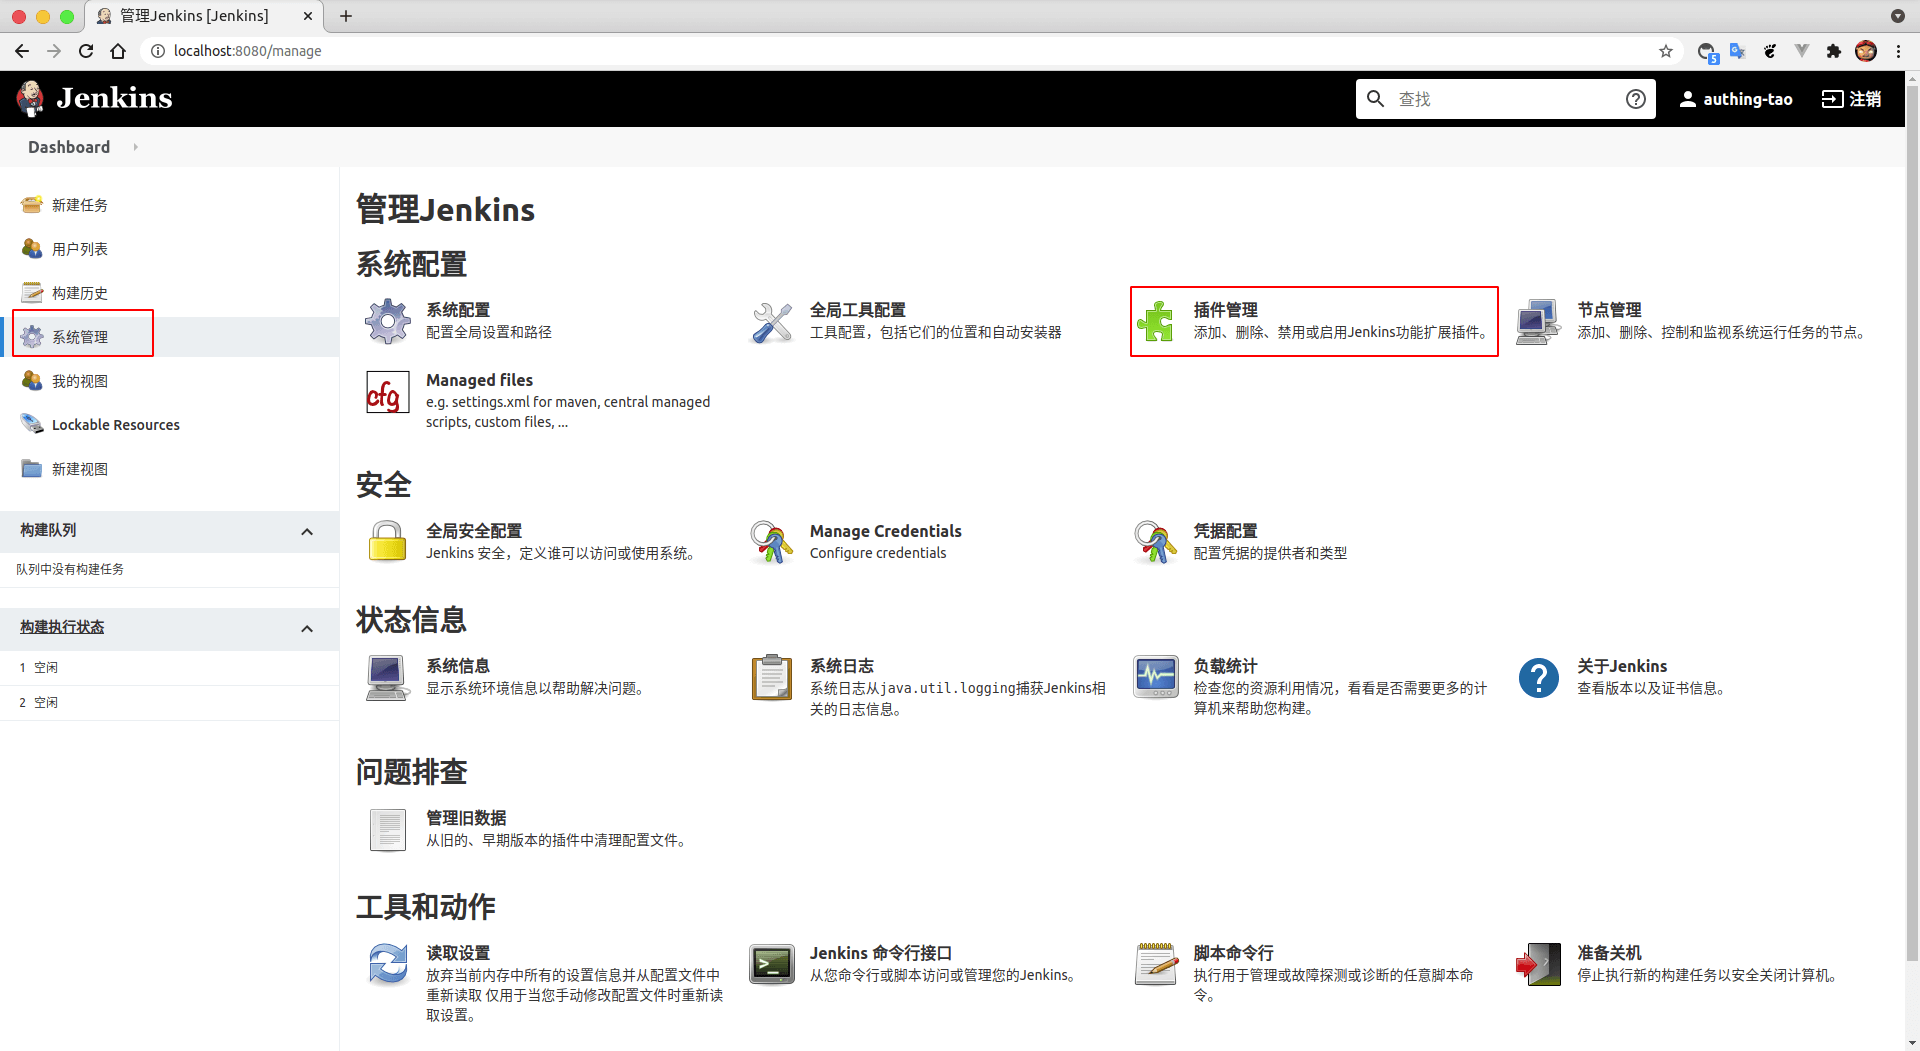 管理Jenkins [Jenkins]
localhost:8080/manage
5
Jenkins
查找
authing-tao
注销
Dashboard
新建任务
用户列表
构建历史
系统管理
我的视图
Lockable Resources
新建视图
构建队列
队列中没有构建任务
构建执行状态
1 空闲
2 空闲
管理Jenkins
系统配置
系统配置
配置全局设置和路径
全局工具配置
工具配置，包括它们的位置和自动安装器
插件管理
添加、删除、禁用或启用Jenkins功能扩展插件。
节点管理
添加、删除、控制和监视系统运行任务的节点。
cfg
Managed files
e.g. settings.xml for maven, central managed
scripts, custom files, ...
安全
全局安全配置
Jenkins 安全，定义谁可以访问或使用系统。
Manage Credentials
Configure credentials
凭据配置
配置凭据的提供者和类型
状态信息
系统信息
显示系统环境信息以帮助解决问题。
系统日志
系统日志从java.util.logging捕获Jenkins相
关的日志信息。
负载统计
检查您的资源利用情况，看看是否需要更多的计
算机来帮助您构建。
关于Jenkins
查看版本以及证书信息。
问题排查
管理旧数据
从旧的、早期版本的插件中清理配置文件。
工具和动作
读取设置
放弃当前内存中所有的设置信息并从配置文件中
重新读取 仅用于当您手动修改配置文件时重新读
取设置。
Jenkins 命令行接口
从您命令行或脚本访问或管理您的Jenkins。
脚本命令行
执行用于管理或故障探测或诊断的任意脚本命
令。
准备关机
停止执行新的构建任务以安全关闭计算机。